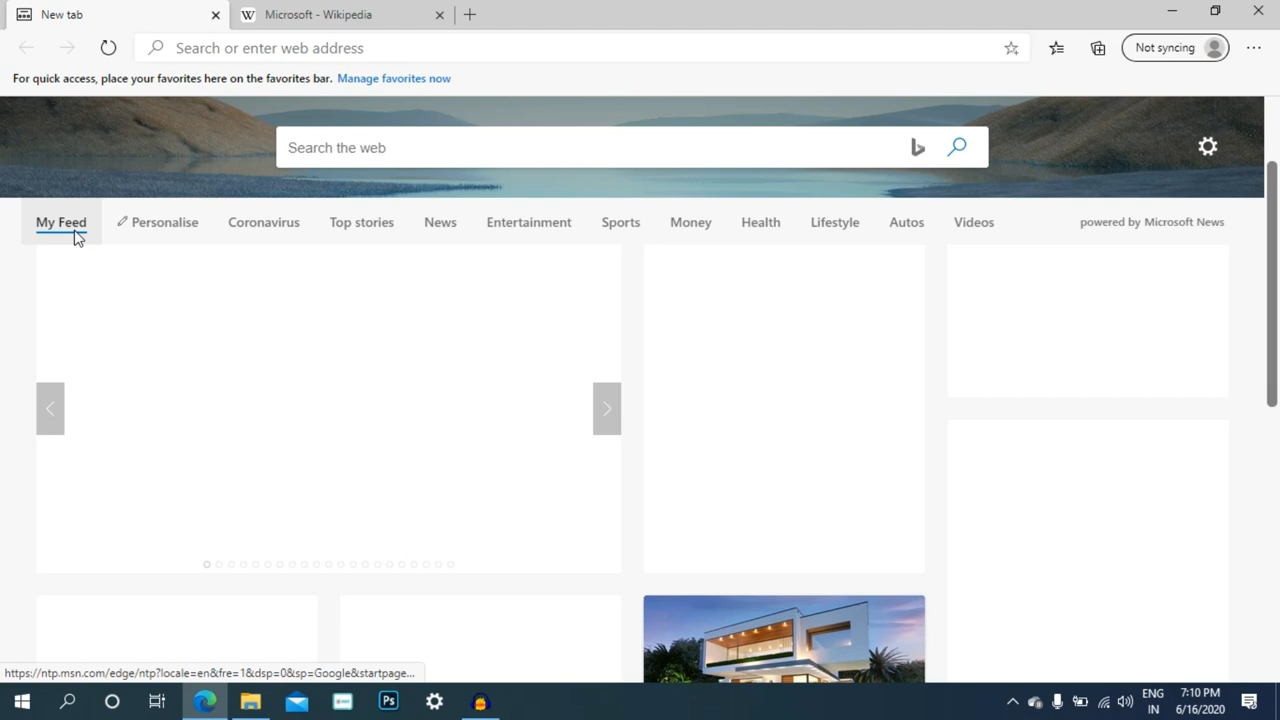 New tab
W Microsoft - Wikipedia
Search or enter web address
Not syncing
For quick access, place your favorites here on the favorites bar. Manage favorites now
Search the web
My Feed Personalise Coronavirus Top stories News Entertainment Sports Money Health Lifestyle Autos Videos powered by Microsoft News
https://ntp.msn.com/edge/ntp?locale=en&fre=1&dsp=0&sp=Google&startpage...
Ps
ENG 7:10 PM
IN 6/16/2020